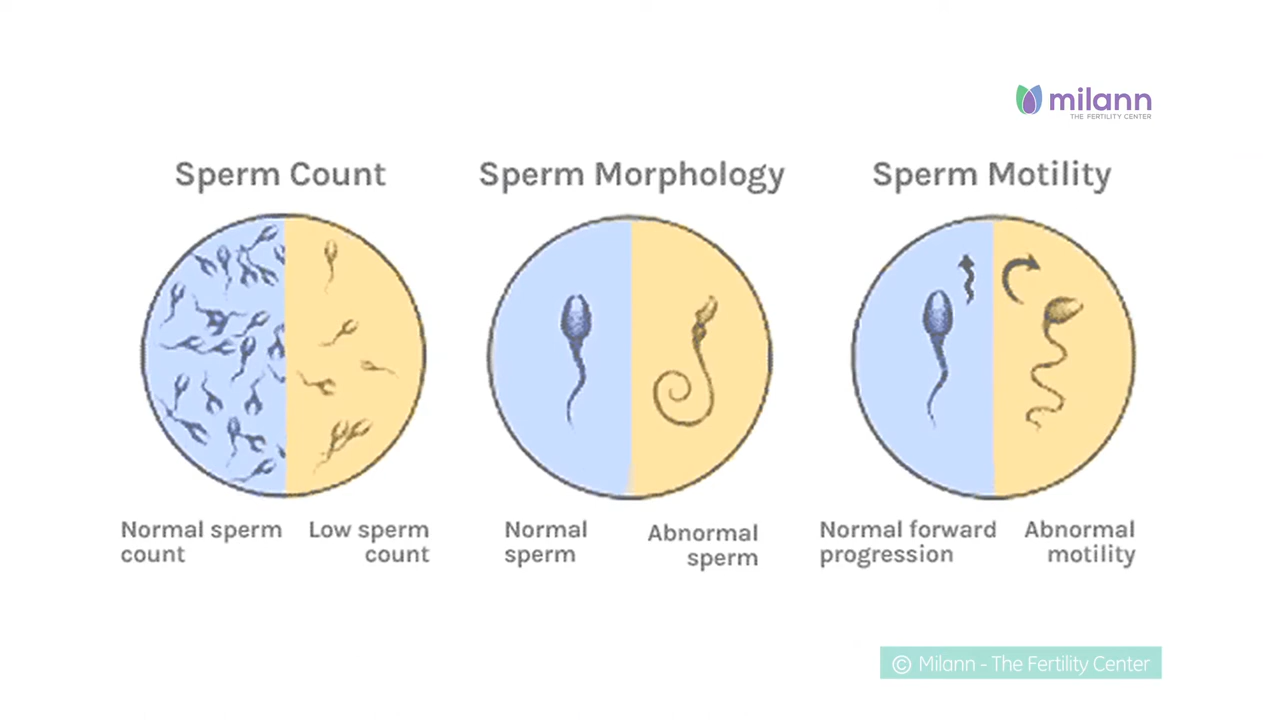 milann
THE FERTILITY CENTER
Sperm Count
Sperm Morphology
Sperm Motility
Normal sperm
count
Low sperm
count
Normal
sperm
Abnormal
sperm
Normal forward
progression
Abnormal
motility
© Milann - The Fertility Center